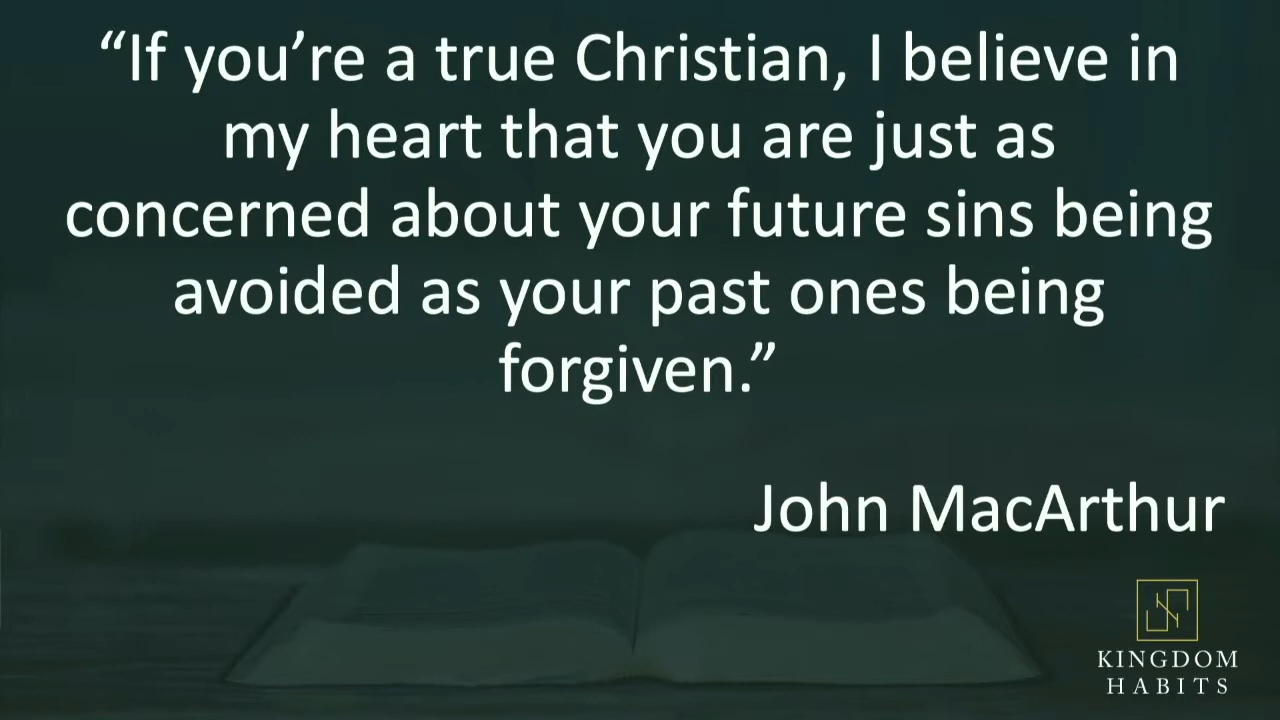 “If you’re a true Christian, I believe in
my heart that you are just as
concerned about your future sins being
avoided as your past ones being
forgiven.”
John MacArthur
KINGDOM
HABITS